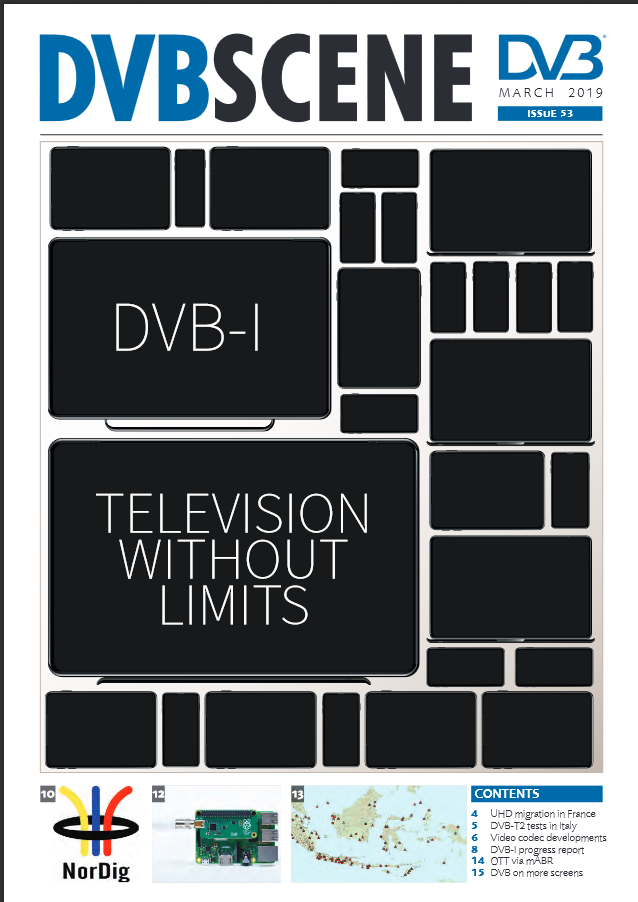 DVBSCENE
DVB®
MARCH 2019
ISSUE 53
DVB-I
TELEVISION
WITHOUT
LIMITS
10
NorDig
12
13
CONTENTS
4 UHD migration in France
5 DVB-T2 tests in Italy
6 Video codec developments
8 DVB-I progress report
14 OTT via mABR
15 DVB on more screens